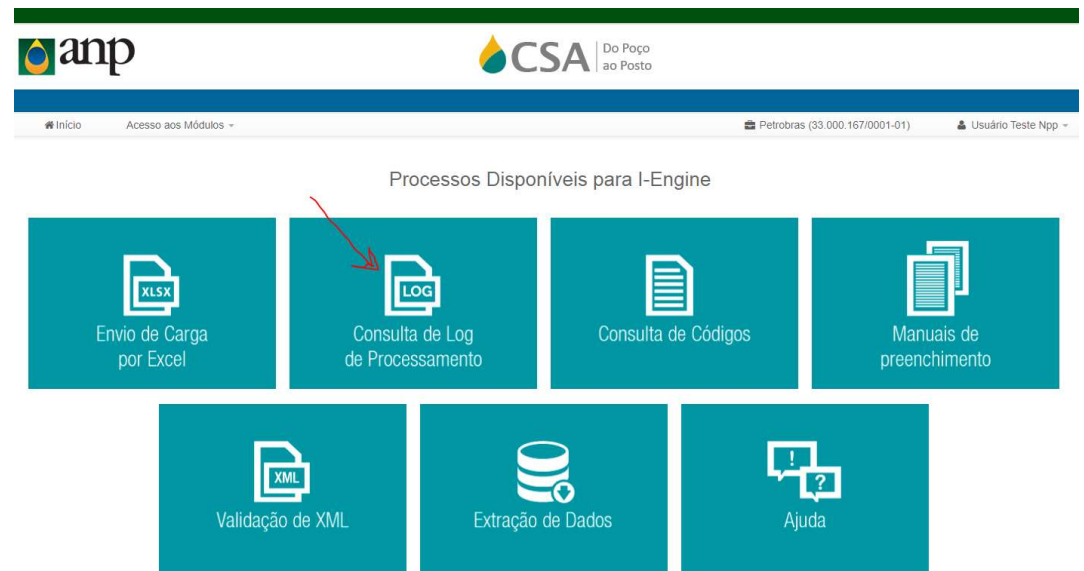 anp
CSA
Do Poço
ao Posto
Início
Acesso aos Módulos
Petrobras (33.000.167/0001-01)
Usuário Teste Npp
Processos Disponíveis para I-Engine
XLSX
Envio de Carga
por Excel
LOG
Consulta de Log
de Processamento
Consulta de Códigos
Manuais de
preenchimento
XML
Validação de XML
Extração de Dados
! ?
Ajuda